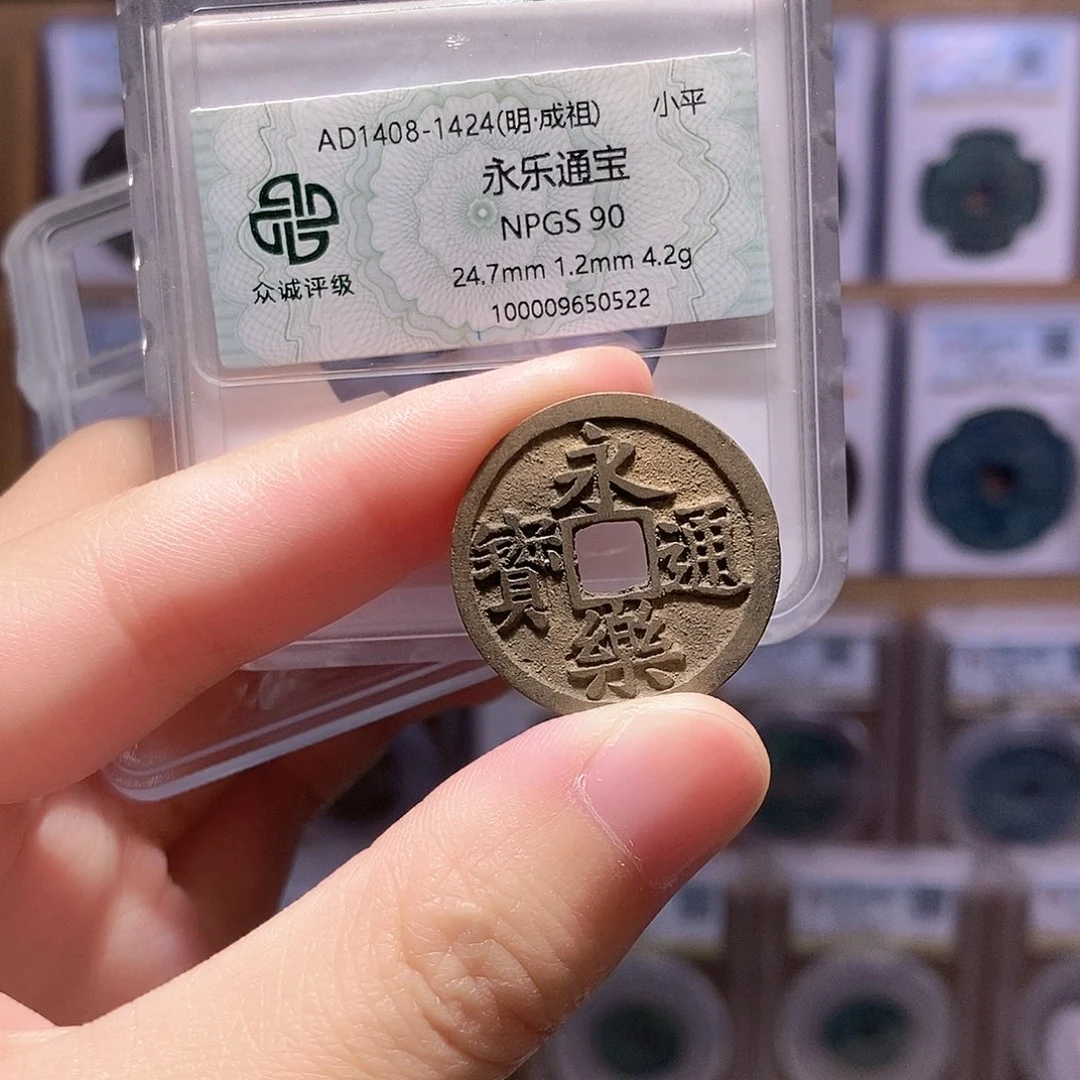 AD1408-1424(明·成祖) 小平
永乐通宝
NPGS 90
24.7mm 1.2mm 4.2g
100009650522
众诚评级
永樂通寶